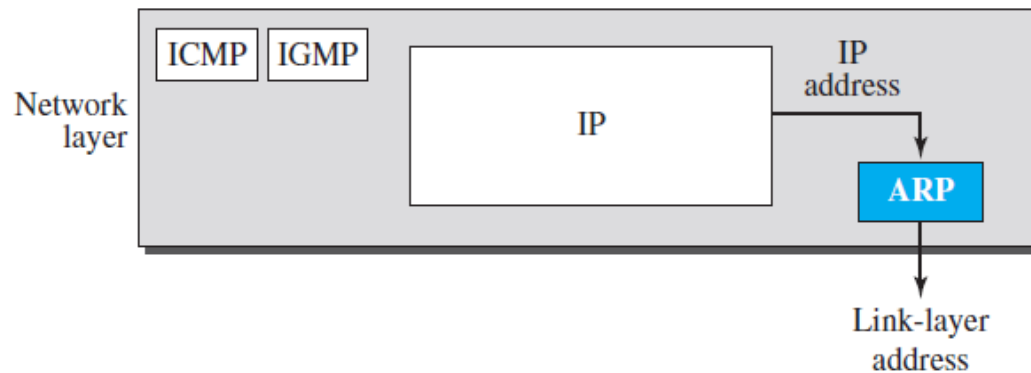 ICMP
IGMP
Network
layer
IP
IP
address
ARP
Link-layer
address